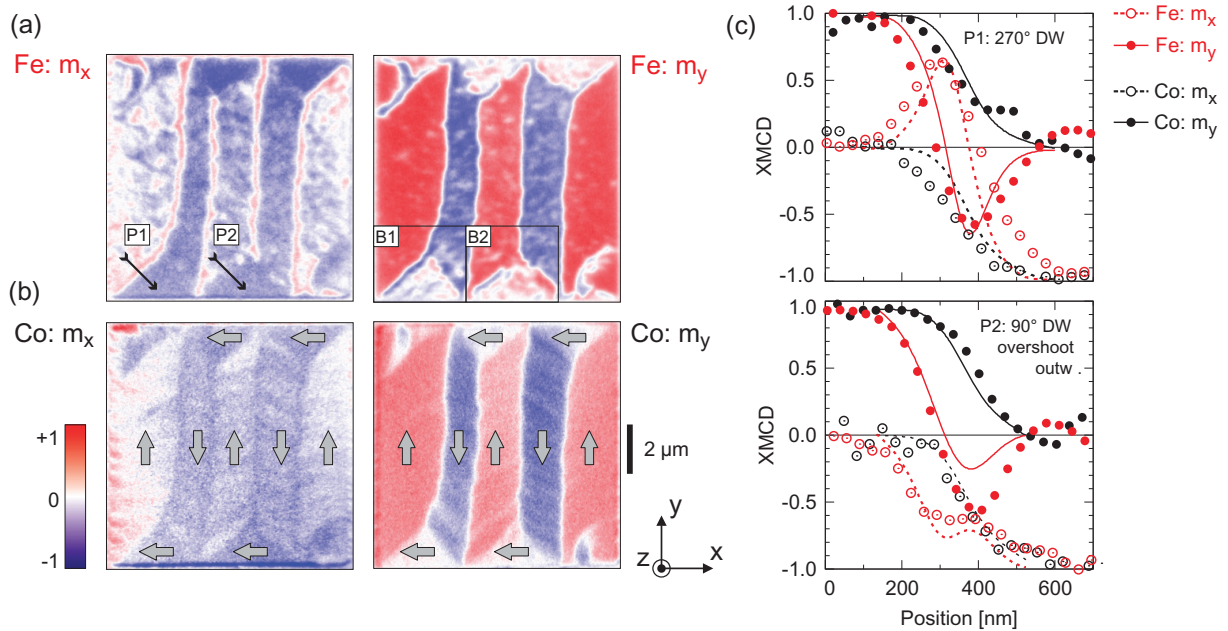 (a)
Fe: mx
Fe: my
P1
P2
B1
B2
(b)
Co: mx
Co: my
+1
0
-1
2 µm
y
z
x
(c)
Fe: mx
Fe: my
Co: mx
Co: my
P1: 270° DW
1.0
0.5
0.0
-0.5
-1.0
XMCD
P2: 90° DW
overshoot
outw .
1.0
0.5
0.0
-0.5
-1.0
XMCD
0 200 400 600
Position [nm]